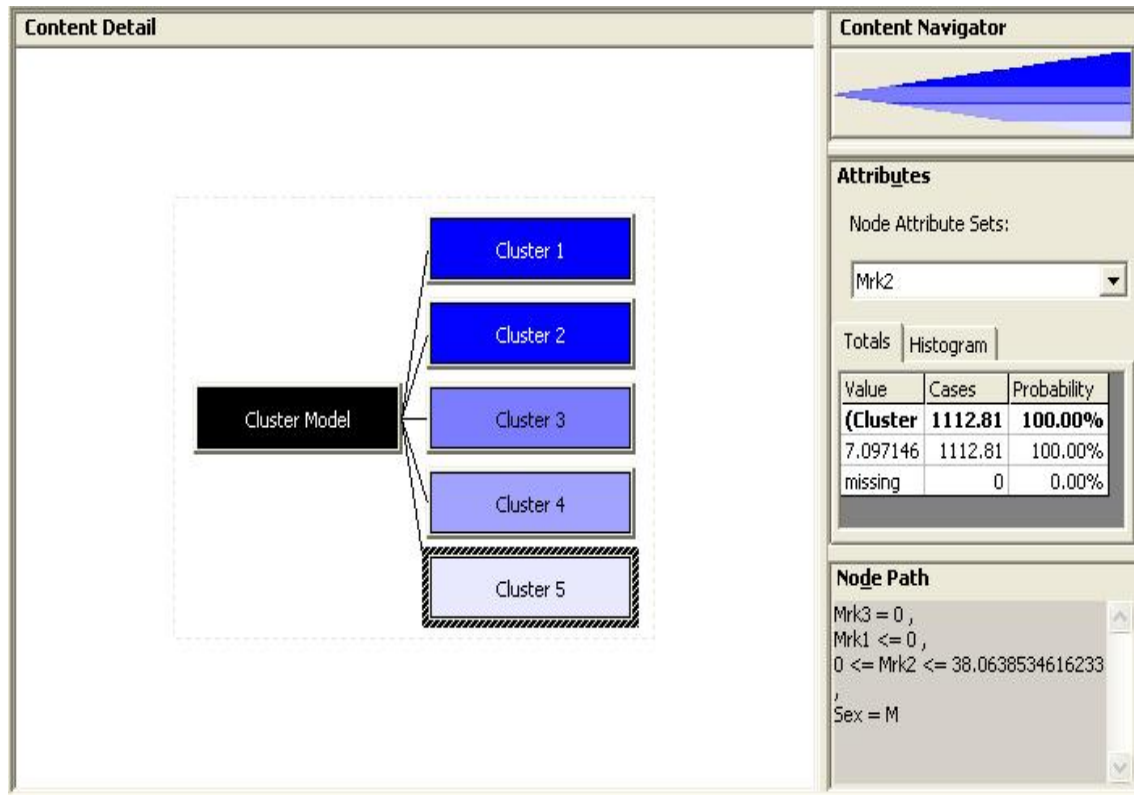 Content Detail
Cluster Model
Cluster 1
Cluster 2
Cluster 3
Cluster 4
Cluster 5
Content Navigator
Attributes
Node Attribute Sets:
Mrk2
Totals Histogram
Value Cases Probability
(Cluster 1112.81 100.00%
7.097146 1112.81 100.00%
missing 0 0.00%
Node Path
Mrk3 = 0 ,
Mrk1 <= 0 ,
0 <= Mrk2 <= 38.0638534616233
,
Sex = M